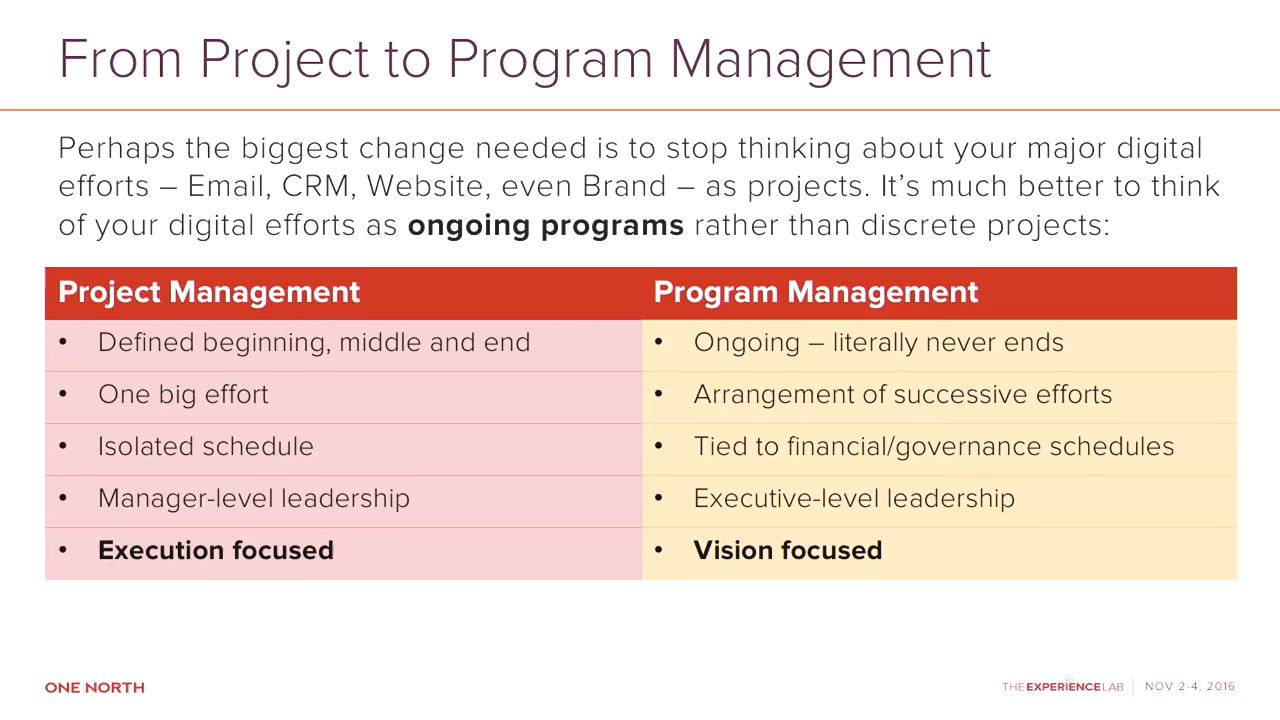 From Project to Program Management
Perhaps the biggest change needed is to stop thinking about your major digital
efforts – Email, CRM, Website, even Brand – as projects. It’s much better to think
of your digital efforts as ongoing programs rather than discrete projects:
Project Management
Program Management
• Defined beginning, middle and end
• Ongoing – literally never ends
• One big effort
• Arrangement of successive efforts
• Isolated schedule
• Tied to financial/governance schedules
• Manager-level leadership
• Executive-level leadership
• Execution focused
• Vision focused
ONE NORTH
THE EXPERIENCE LAB
NOV 2-4, 2016